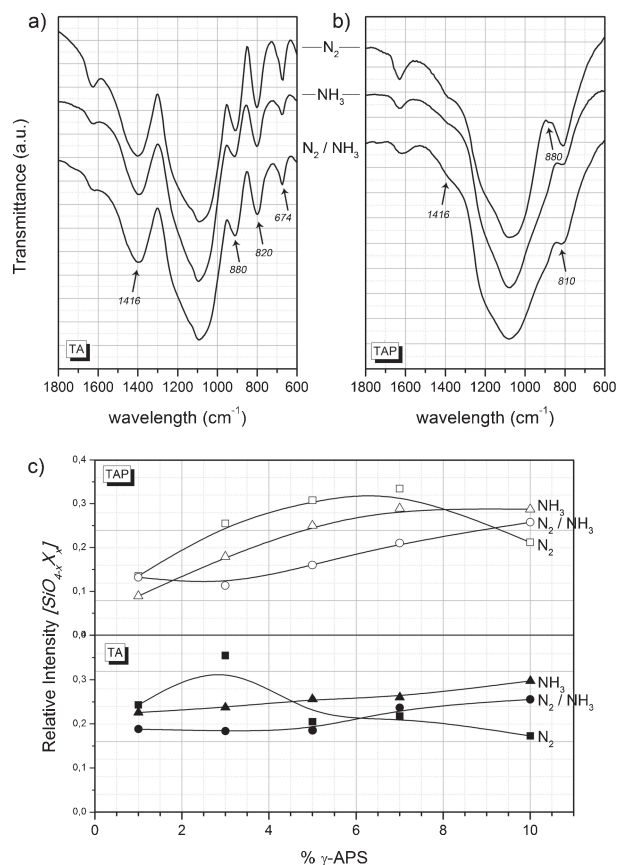 a)
b)
N₂
NH₃
N₂ / NH₃
Transmittance (a.u.)
1416
880
820
674
TA
1800 1600 1400 1200 1000 800 600
wavelength (cm⁻¹)
1416
880
810
TAP
1800 1600 1400 1200 1000 800 600
wavelength (cm⁻¹)
c)
Relative Intensity [SiO₄₋ₓXₓ]
TAP
0,4
0,3
0,2
0,1
0,0
NH₃
N₂ / NH₃
N₂
TA
0,4
0,3
0,2
0,1
0,0
NH₃
N₂ / NH₃
N₂
0 2 4 6 8 10
% γ-APS